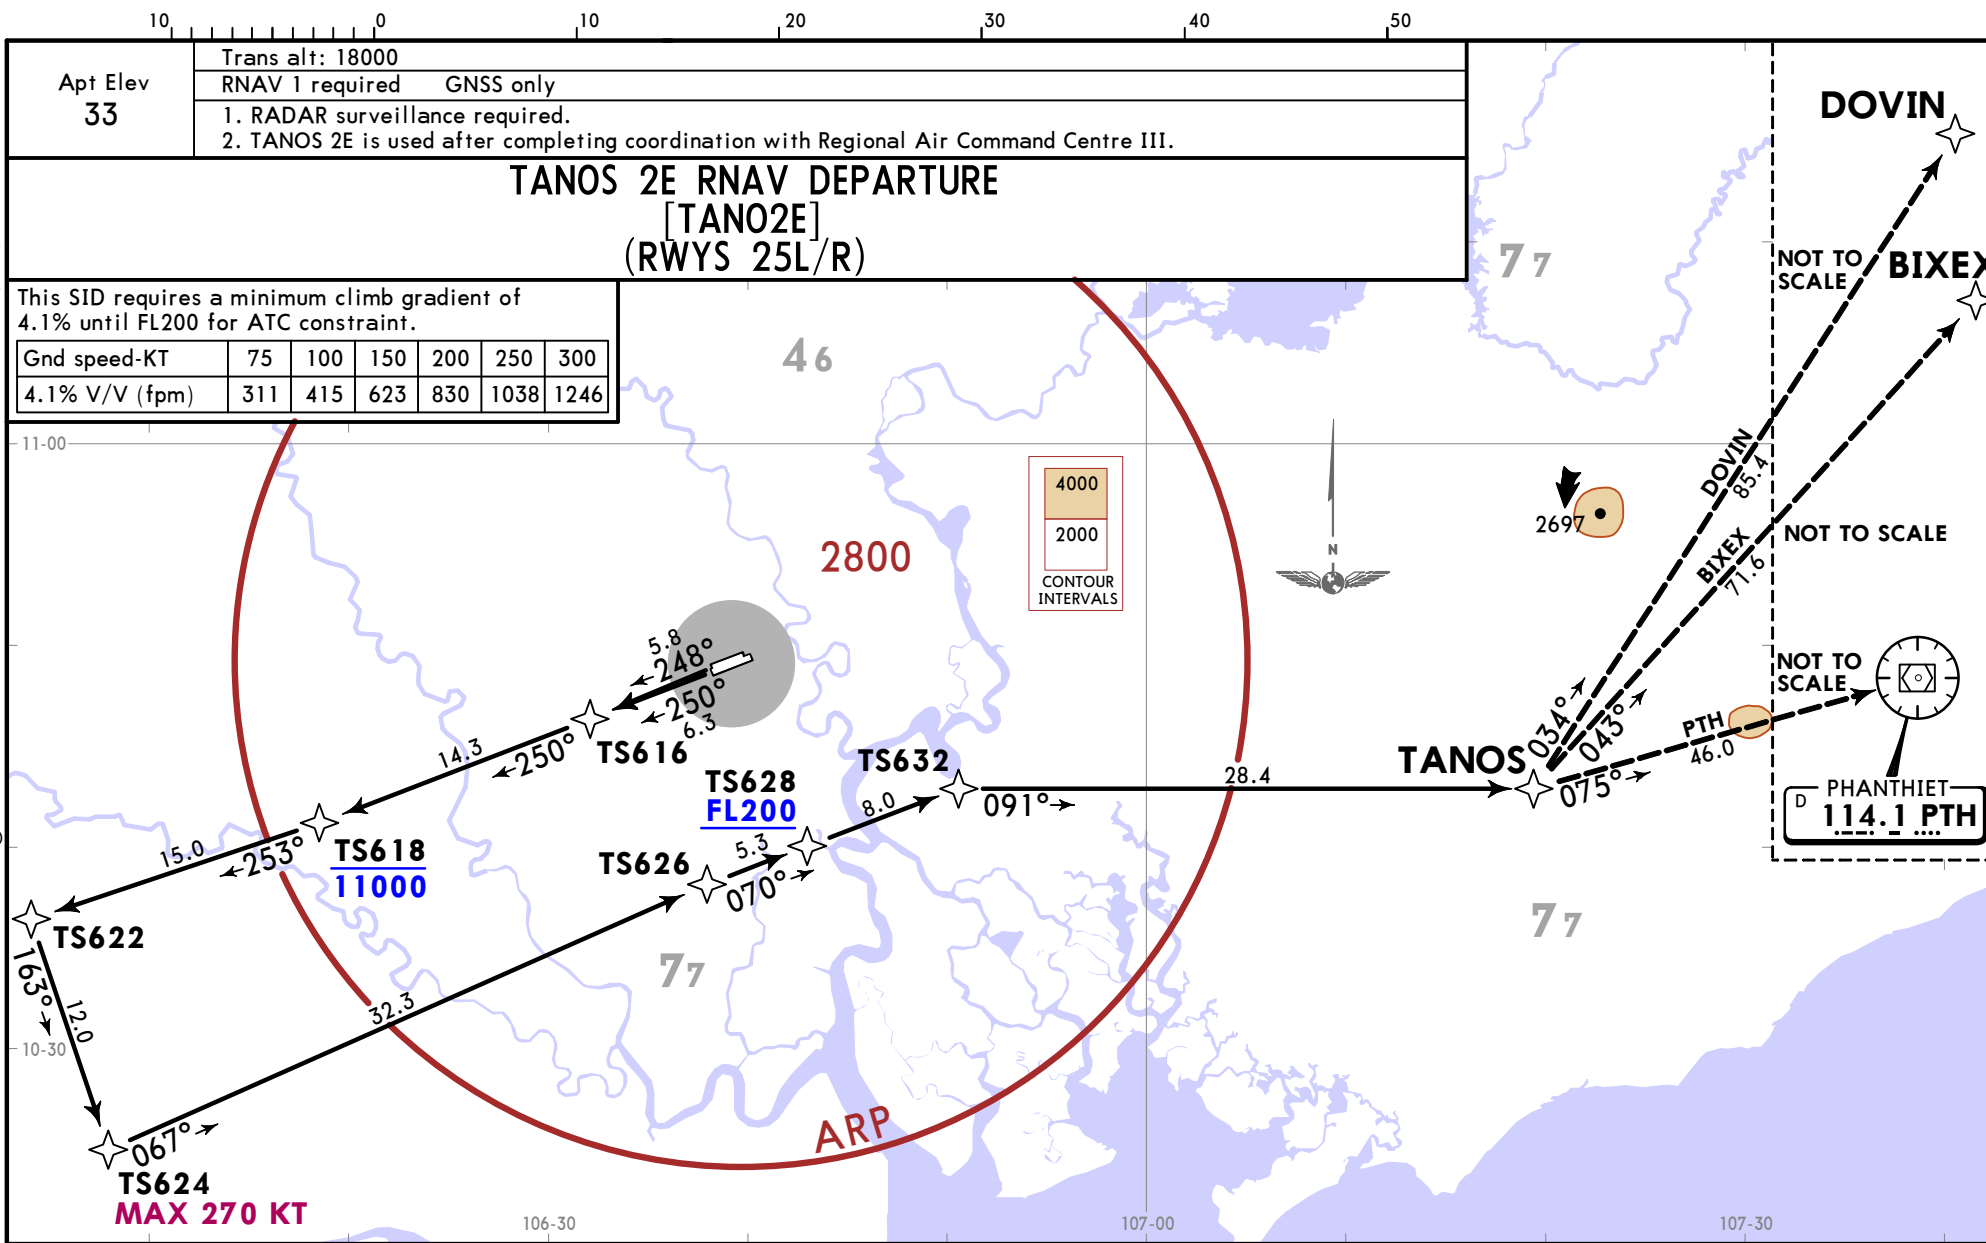 10 0 10 20 30 40 50
Apt Elev
33
Trans alt: 18000
RNAV 1 required GNSS only
1. RADAR surveillance required.
2. TANOS 2E is used after completing coordination with Regional Air Command Centre III.
TANOS 2E RNAV DEPARTURE
[TANO2E]
(RWYS 25L/R)
This SID requires a minimum climb gradient of
4.1% until FL200 for ATC constraint.
Gnd speed-KT 75 100 150 200 250 300
4.1% V/V (fpm) 311 415 623 830 1038 1246
DOVIN
NOT TO
SCALE
BIXEX
77
46
11-00
4000
2000
CONTOUR
INTERVALS
2800
N
2697
DOVIN
85.4
BIXEX
71.6
NOT TO SCALE
NOT TO
SCALE
5.8
248°
250°
6.3
TS616
14.3
250°
TS618
11000
15.0
253°
TS622
163°
12.0
10-30
TS624
MAX 270 KT
067°
32.3
TS626
5.3
070°
TS628
FL200
8.0
TS632
091°
28.4
TANOS
034°
043°
075°
PTH
46.0
PHANTHIET
D 114.1 PTH
77
77
ARP
106-30
107-00
107-30